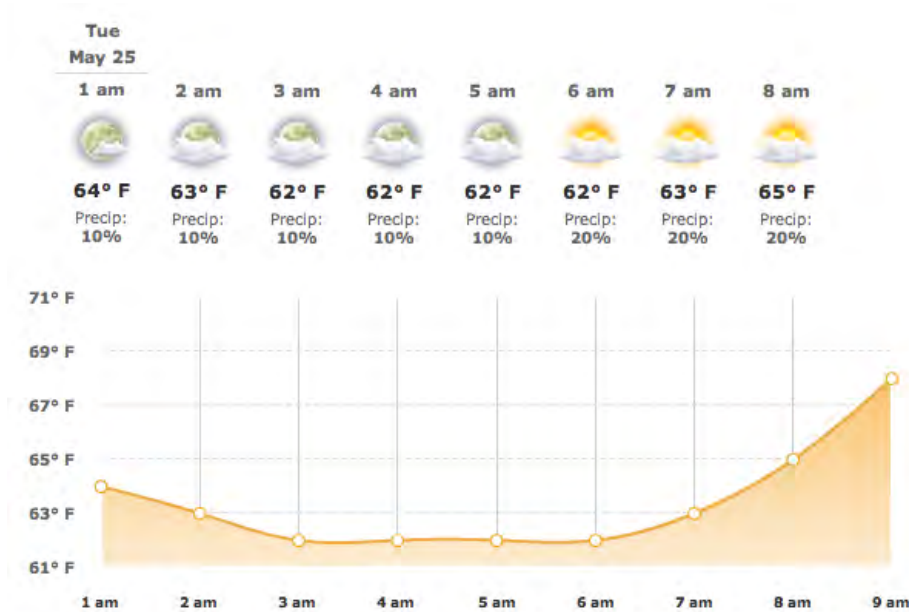 Tue
May 25
1 am 2 am 3 am 4 am 5 am 6 am 7 am 8 am
64° F 63° F 62° F 62° F 62° F 62° F 63° F 65° F
Precip: Precip: Precip: Precip: Precip: Precip: Precip: Precip:
10% 10% 10% 10% 10% 20% 20% 20%
71° F
69° F
67° F
65° F
63° F
61° F
1 am 2 am 3 am 4 am 5 am 6 am 7 am 8 am 9 am